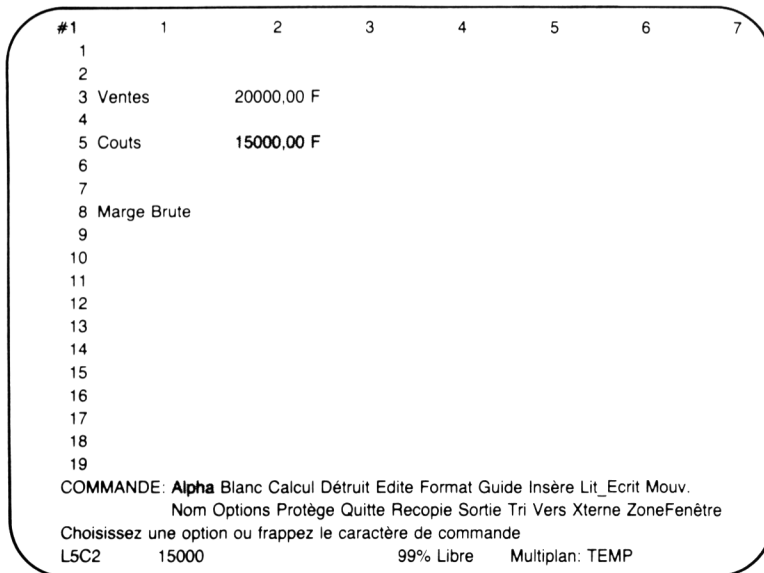 #1 1 2 3 4 5 6 7
1
2
3 Ventes 20000,00 F
4
5 Couts 15000,00 F
6
7
8 Marge Brute
9
10
11
12
13
14
15
16
17
18
19
COMMANDE: Alpha Blanc Calcul Détruit Edite Format Guide Insère Lit_Ecrit Mouv.
Nom Options Protège Quitte Recopie Sortie Tri Vers Xterne ZoneFenêtre
Choisissez une option ou frappez le caractère de commande
L5C2 15000 99% Libre Multiplan: TEMP